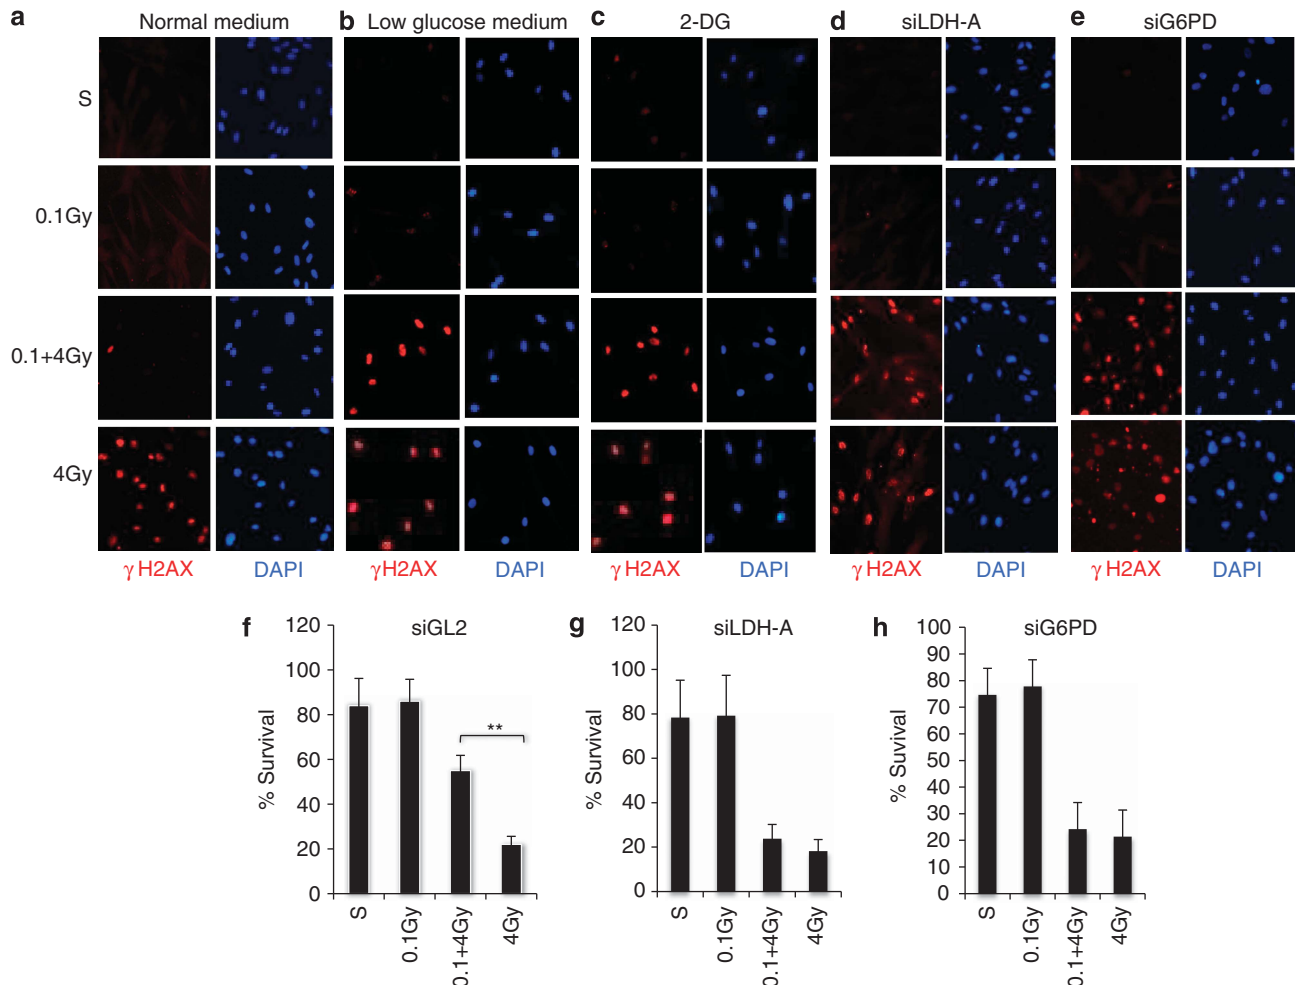 a Normal medium b Low glucose medium c 2-DG d siLDH-A e siG6PD
S
0.1Gy
0.1+4Gy
4Gy
γ H2AX DAPI γH2AX DAPI γ H2AX DAPI γ H2AX DAPI γ H2AX DAPI
f siGL2
% Survival
120
100
80
60
40
20
0
**
S 0.1Gy 0.1+4Gy 4Gy
g siLDH-A
% Survival
120
100
80
60
40
20
0
S 0.1Gy 0.1+4Gy 4Gy
h siG6PD
% Suvival
100
90
80
70
60
50
40
30
20
10
0
S 0.1Gy 0.1+4Gy 4Gy